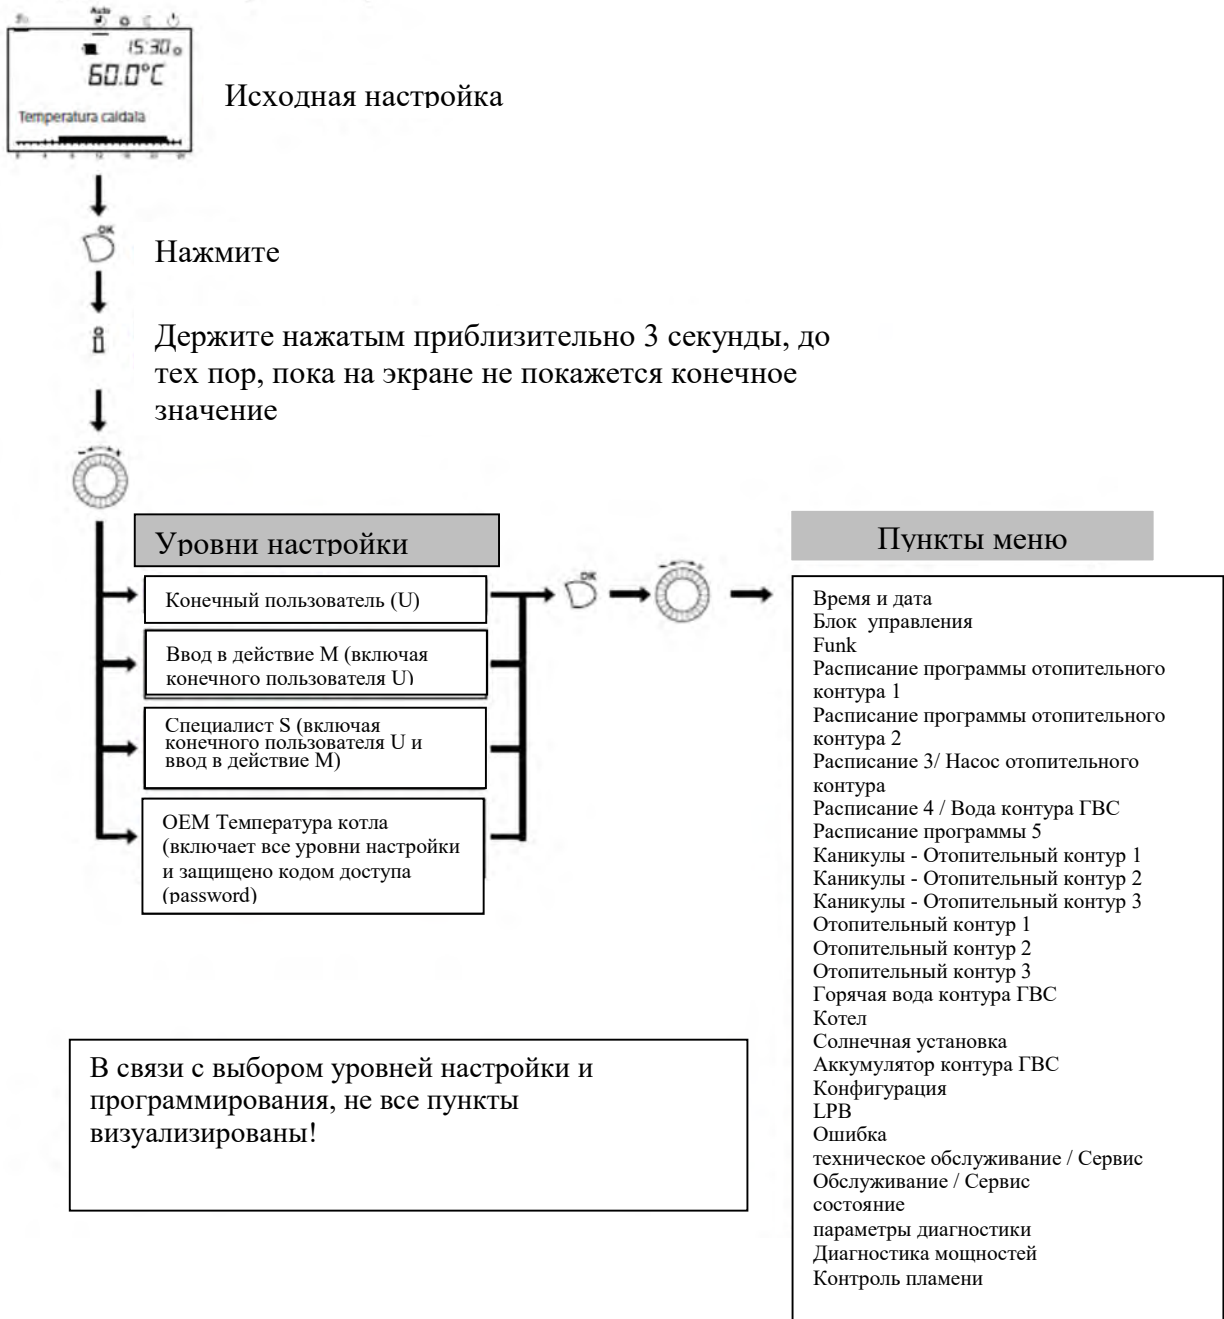 Auto
15:30
60.0°C
Temperatura caldaia
Исходная настройка
OK
Нажмите
Держите нажатым приблизительно 3 секунды, до
тех пор, пока на экране не покажется конечное
значение
- +
Уровни настройки
Конечный пользователь (U)
Ввод в действие M (включая
конечного пользователя U)
Специалист S (включая
конечного пользователя U и
ввод в действие M)
OEM Температура котла
(включает все уровни настройки
и защищено кодом доступа
(password)
OK
- +
Пункты меню
Время и дата
Блок управления
Funk
Расписание программы отопительного
контура 1
Расписание программы отопительного
контура 2
Расписание 3/ Насос отопительного
контура
Расписание 4 / Вода контура ГВС
Расписание программы 5
Каникулы - Отопительный контур 1
Каникулы - Отопительный контур 2
Каникулы - Отопительный контур 3
Отопительный контур 1
Отопительный контур 2
Отопительный контур 3
Горячая вода контура ГВС
Котел
Солнечная установка
Аккумулятор контура ГВС
Конфигурация
LPB
Ошибка
техническое обслуживание / Сервис
Обслуживание / Сервис
состояние
параметры диагностики
Диагностика мощностей
Контроль пламени
В связи с выбором уровней настройки и
программирования, не все пункты
визуализированы!